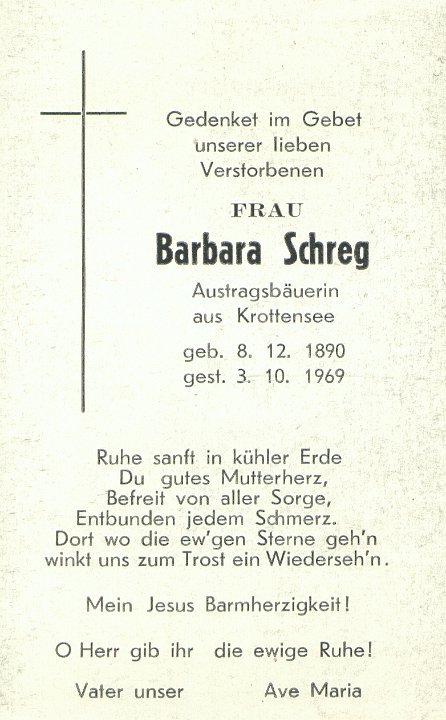 Gedenket im Gebet
unserer lieben
Verstorbenen
FRAU
Barbara Schreg
Austragsbäuerin
aus Krottensee
geb. 8. 12. 1890
gest. 3. 10. 1969
Ruhe sanft in kühler Erde
Du gutes Mutterherz,
Befreit von aller Sorge,
Entbunden jedem Schmerz.
Dort wo die ew'gen Sterne geh'n
winkt uns zum Trost ein Wiederseh'n.
Mein Jesus Barmherzigkeit!
O Herr gib ihr die ewige Ruhe!
Vater unser Ave Maria